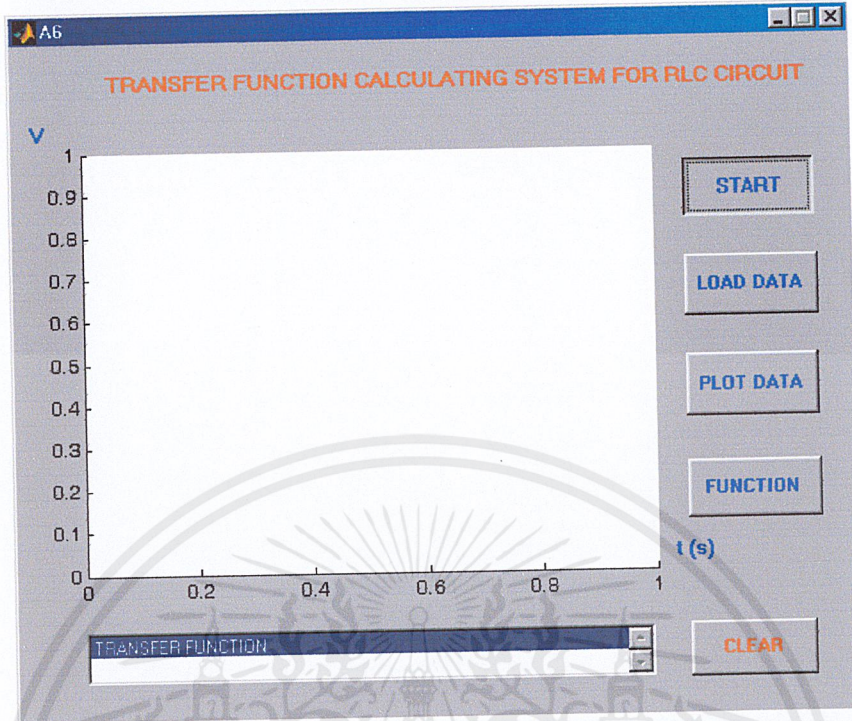 A6
TRANSFER FUNCTION CALCULATING SYSTEM FOR RLC CIRCUIT
V
1
0.9
0.8
0.7
0.6
0.5
0.4
0.3
0.2
0.1
0
0 0.2 0.4 0.6 0.8 1
t (s)
START
LOAD DATA
PLOT DATA
FUNCTION
TRANSFER FUNCTION
CLEAR